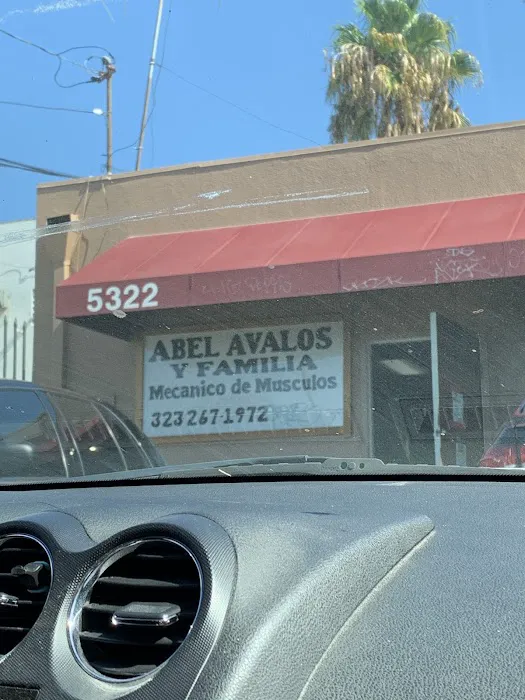 5322
ABEL AVALOS
Y FAMILIA
Mecanico de Musculos
323 267-1972